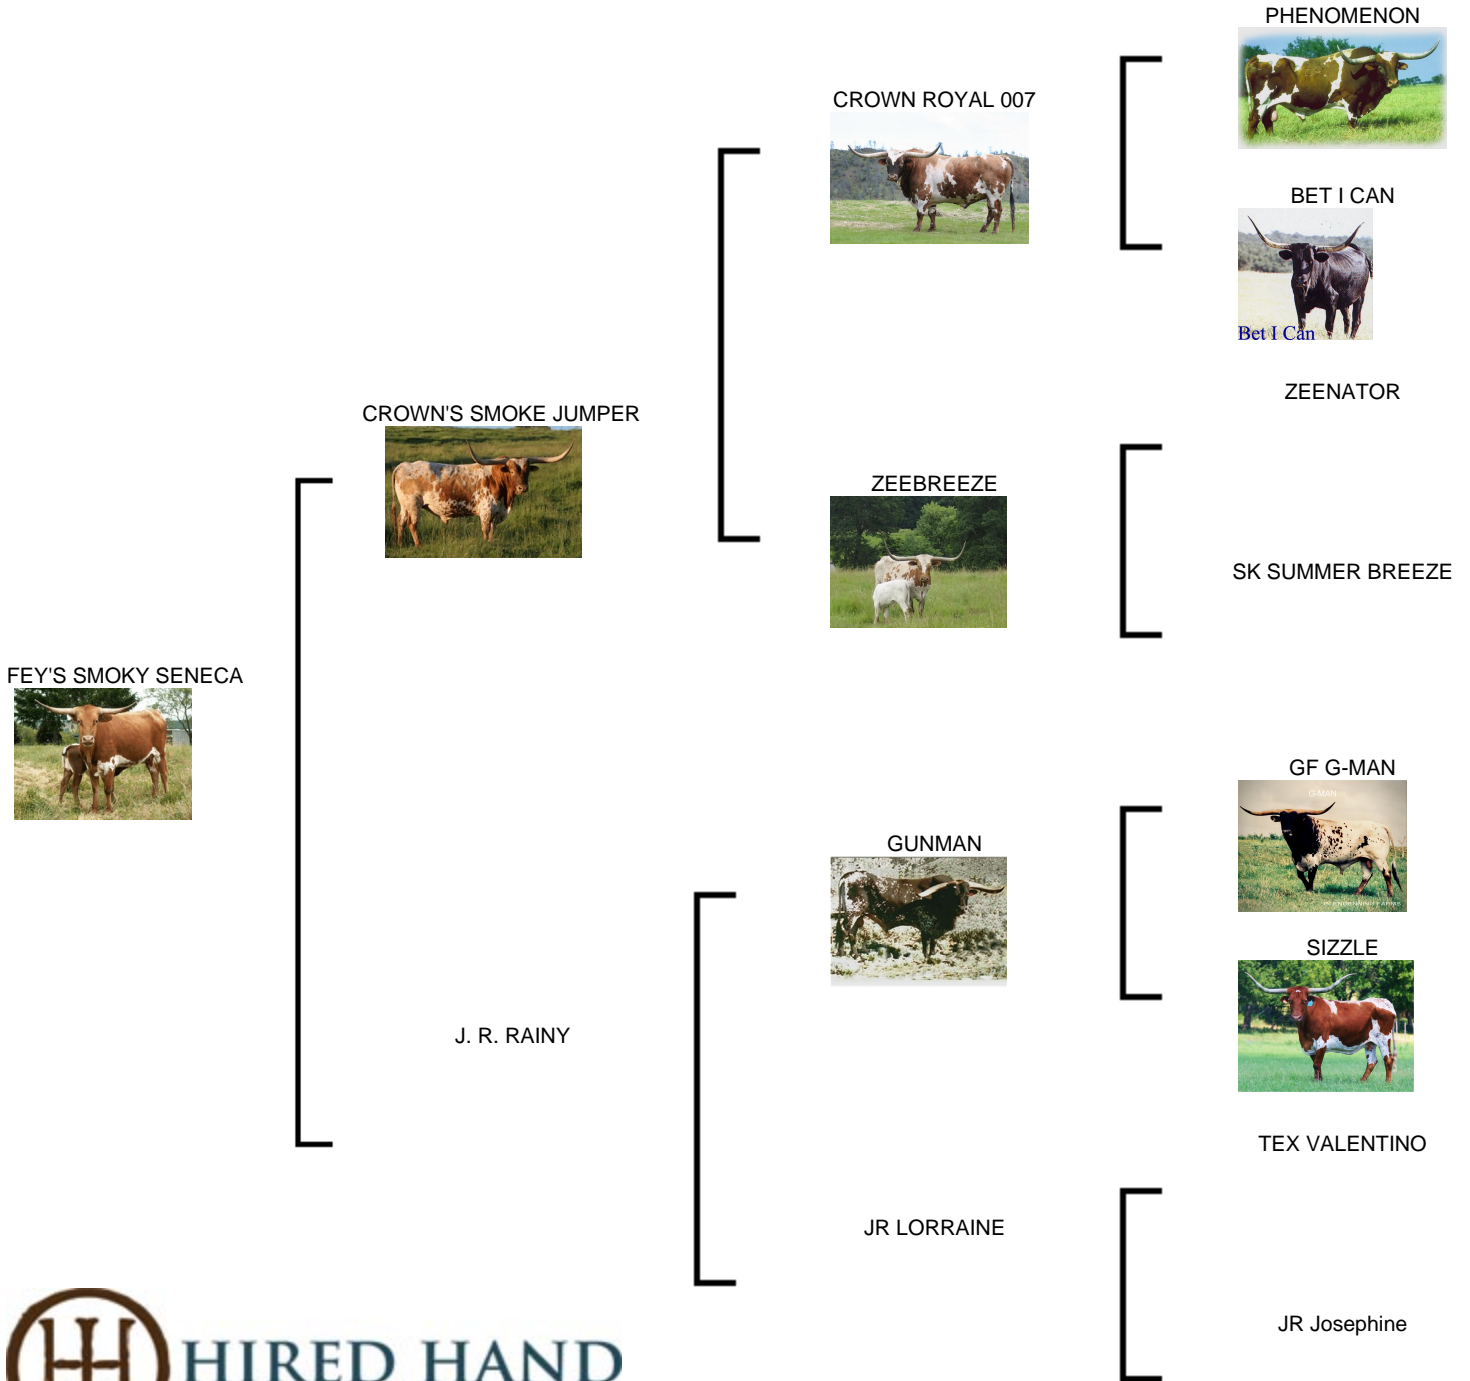 PHENOMENON
CROWN ROYAL 007
BET I CAN
Bet I Can
ZEENATOR
CROWN'S SMOKE JUMPER
ZEEBREEZE
SK SUMMER BREEZE
FEY'S SMOKY SENECA
GF G-MAN
G-MAN
GUNMAN
SIZZLE
J. R. RAINY
TEX VALENTINO
JR LORRAINE
JR Josephine
HIRED HAND